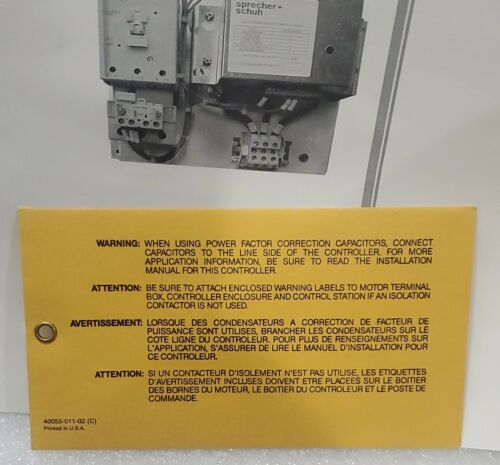 sprecher+
schuh
WARNING: WHEN USING POWER FACTOR CORRECTION CAPACITORS, CONNECT
CAPACITORS TO THE LINE SIDE OF THE CONTROLLER. FOR MORE
APPLICATION INFORMATION, BE SURE TO READ THE INSTALLATION
MANUAL FOR THIS CONTROLLER.
ATTENTION: BE SURE TO ATTACH ENCLOSED WARNING LABELS TO MOTOR TERMINAL
BOX, CONTROLLER ENCLOSURE AND CONTROL STATION IF AN ISOLATION
CONTACTOR IS NOT USED.
AVERTISSEMENT: LORSQUE DES CONDENSATEURS A CORRECTION DE FACTEUR DE
PUISSANCE SONT UTILISES, BRANCHER LES CONDENSATEURS SUR LE
COTE LIGNE DU CONTROLEUR. POUR PLUS DE RENSEIGNEMENTS SUR
L'APPLICATION, S'ASSURER DE LIRE LE MANUEL D'INSTALLATION POUR
CE CONTROLEUR.
ATTENTION: SI UN CONTACTEUR D'ISOLEMENT N'EST PAS UTILISE, LES ETIQUETTES
D'AVERTISSEMENT INCLUSES DOIVENT ETRE PLACEES SUR LE BOITIER
DES BORNES DU MOTEUR, LE BOITIER DU CONTROLEUR ET LE POSTE DE
COMMANDE.
40055-011-02 (C)
Printed in U.S.A.